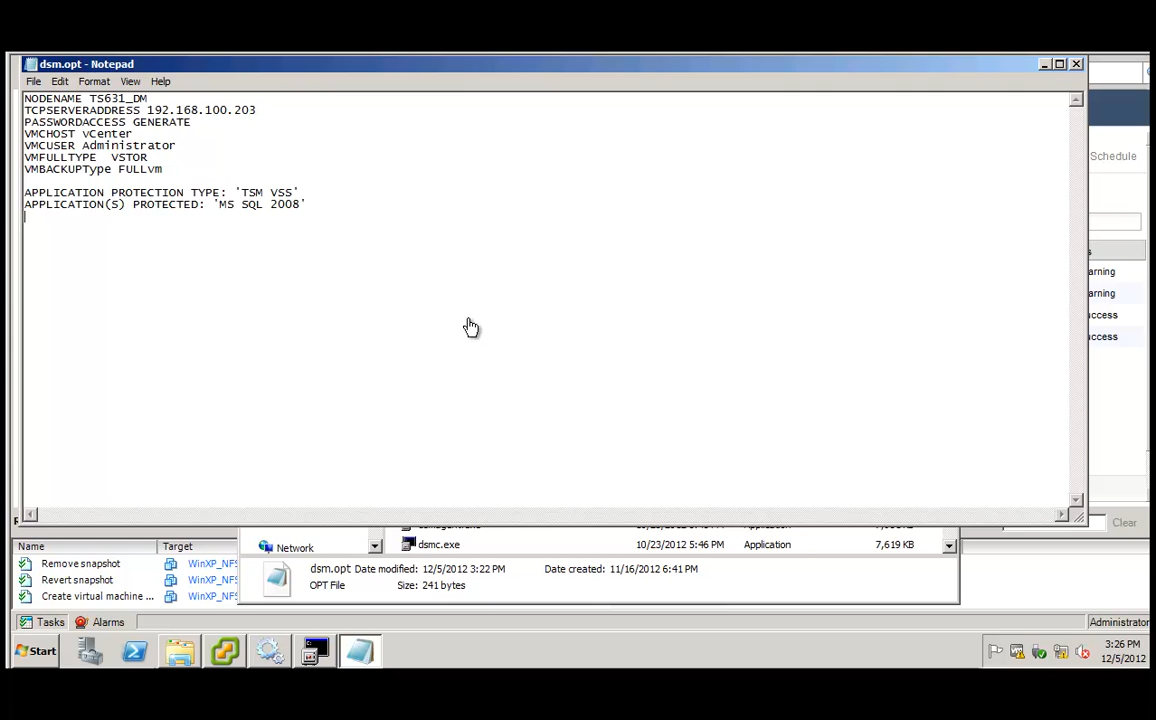 dsm.opt - Notepad
File Edit Format View Help
NODENAME TS631_DM
TCPSERVERADDRESS 192.168.100.203
PASSWORDACCESS GENERATE
VMCHOST vCenter
VMCUSER Administrator
VMFULLTYPE VSTOR
VMBACKUPType FULLvm
APPLICATION PROTECTION TYPE: 'TSM VSS'
APPLICATION(S) PROTECTED: 'MS SQL 2008'
Schedule
arning
arning
ccess
ccess
Clear
Network
dsmc.exe 10/23/2012 5:46 PM Application 7,619 KB
dsm.opt Date modified: 12/5/2012 3:22 PM Date created: 11/16/2012 6:41 PM
OPT File Size: 241 bytes
Name Target
Remove snapshot WinXP_NFS
Revert snapshot WinXP_NFS
Create virtual machine ... WinXP_NFS
Tasks Alarms Administrator
Start
3:26 PM
12/5/2012